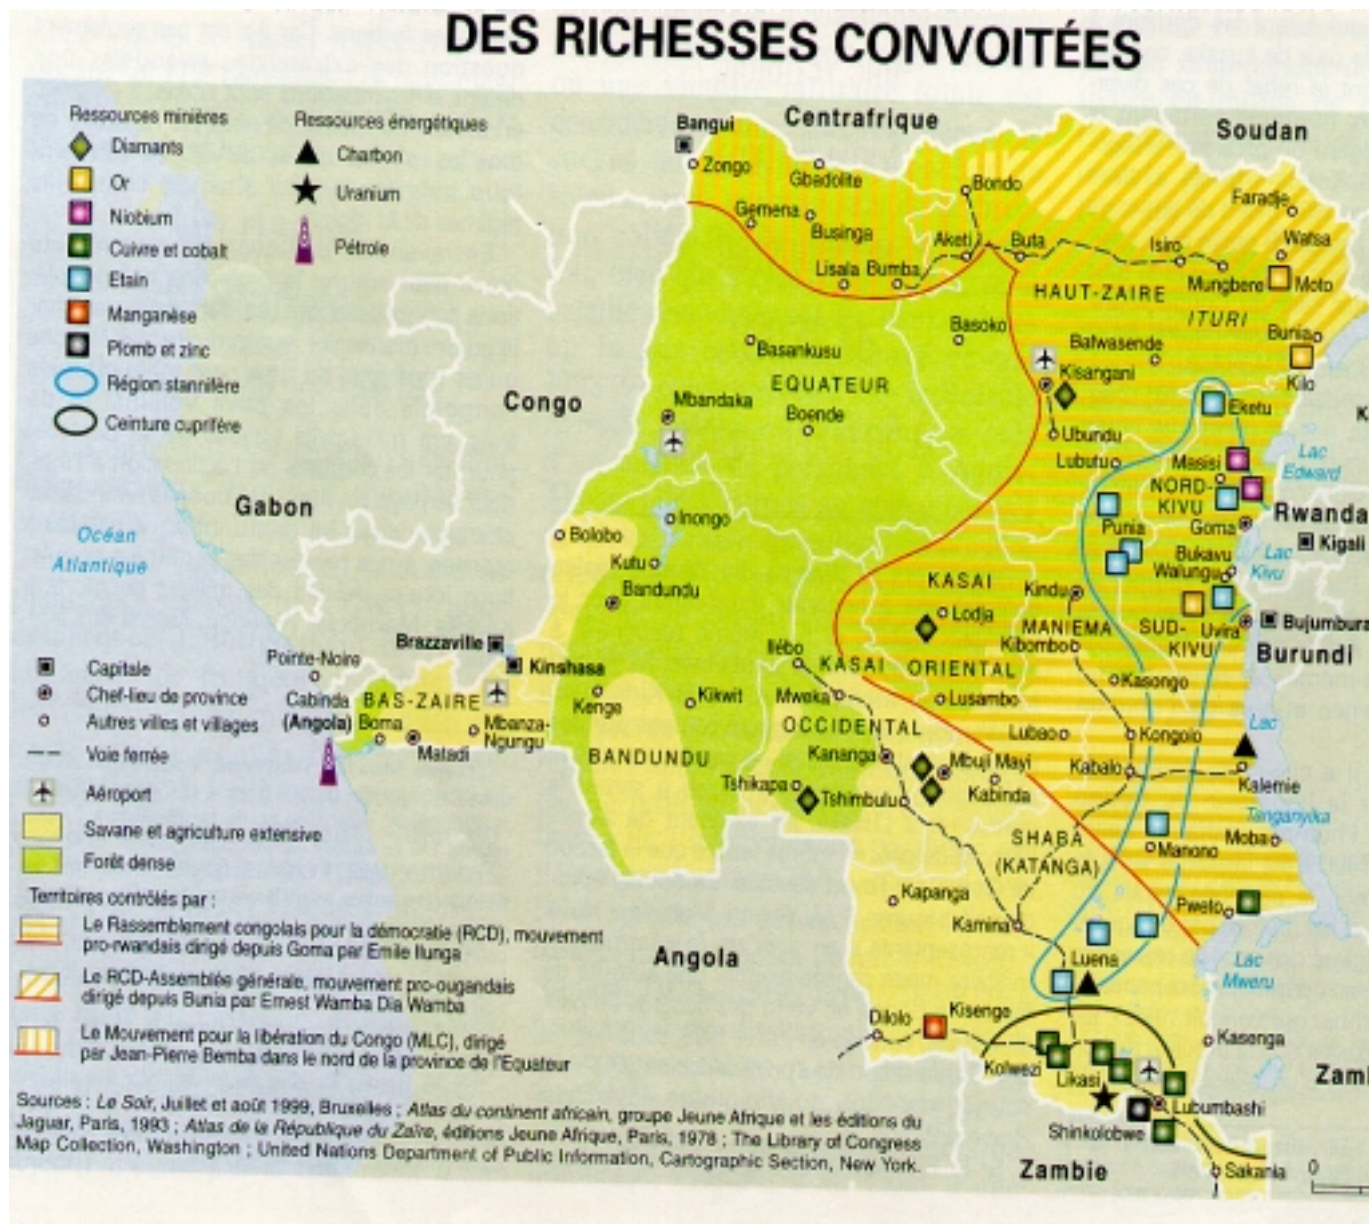 DES RICHESSES CONVOITÉES
Ressources minières
Diamants
Or
Niobium
Cuivre et cobalt
Etain
Manganèse
Plomb et zinc
Région stannifère
Ceinture cuprifère
Ressources énergétiques
Charbon
Uranium
Pétrole
Bangui
Centrafrique
Soudan
Zongo
Gbadolite
Bondo
Faradje
Gemena
Businga
Aketi
Buta
Isiro
Watsa
Lisala
Bumba
Mungbere
Moto
HAUT-ZAIRE
ITURI
Basoko
Bafwasende
Bunia
Basankusu
Kisangani
Kilo
EQUATEUR
Congo
Mbandaka
Boende
Eketu
Ubundu
Lubutu
Masisi
Lac
Edward
NORD-
KIVU
Gabon
Inongo
Punia
Goma
Rwanda
Kigali
Océan
Atlantique
Bolobo
Kutu
Bukavu
Walungu
Lac
Kivu
Bandundu
KASAI
Kindu
Lodja
MANIEMA
SUD-
KIVU
Uvira
Bujumbura
Brazzaville
Kinshasa
Ilébo
KASAI
ORIENTAL
Kibombo
Burundi
Pointe-Noire
Cabinda
(Angola)
BAS-ZAIRE
Boma
Matadi
Mbanza-
Ngungu
Kenge
Kikwit
Mweka
Lusambo
Kasongo
OCCIDENTAL
Lubao
Kongolo
Lac
BANDUNDU
Kananga
Mbuji Mayi
Kabalo
Kalemie
Tshikapa
Tshimbulu
Kabinda
Tanganyika
SHABA
(KATANGA)
Manono
Moba
Kapanga
Pweto
Kamina
Angola
Luena
Lac
Mweru
Dilolo
Kisenge
Kasenga
Kolwezi
Likasi
Zam
Lubumbashi
Shinkolobwe
Zambie
Sakania
0
K
Capitale
Chef-lieu de province
Autres villes et villages
Voie ferrée
Aéroport
Savane et agriculture extensive
Forêt dense
Territoires contrôlés par :
Le Rassemblement congolais pour la démocratie (RCD), mouvement
pro-rwandais dirigé depuis Goma par Emile Ilunga
Le RCD-Assemblée générale, mouvement pro-ougandais
dirigé depuis Bunia par Ernest Wamba Dia Wamba
Le Mouvement pour la libération du Congo (MLC), dirigé
par Jean-Pierre Bemba dans le nord de la province de l'Equateur
Sources : Le Soir, Juillet et août 1999, Bruxelles ; Atlas du continent africain, groupe Jeune Afrique et les éditions du
Jaguar, Paris, 1993 ; Atlas de la République du Zaïre, éditions Jeune Afrique, Paris, 1978 ; The Library of Congress
Map Collection, Washington ; United Nations Department of Public Information, Cartographic Section, New York.